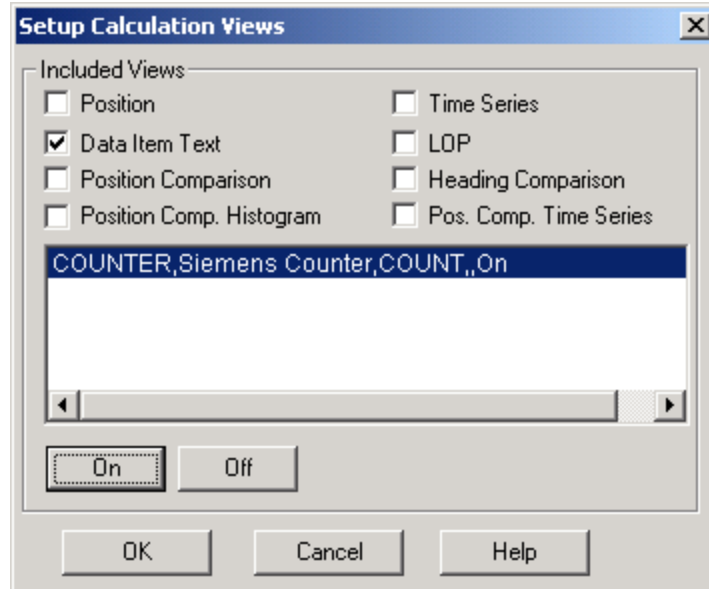 Setup Calculation Views
Included Views
Position
Time Series
Data Item Text
LOP
Position Comparison
Heading Comparison
Position Comp. Histogram
Pos. Comp. Time Series
COUNTER,Siemens Counter,COUNT,,On
On
Off
OK
Cancel
Help